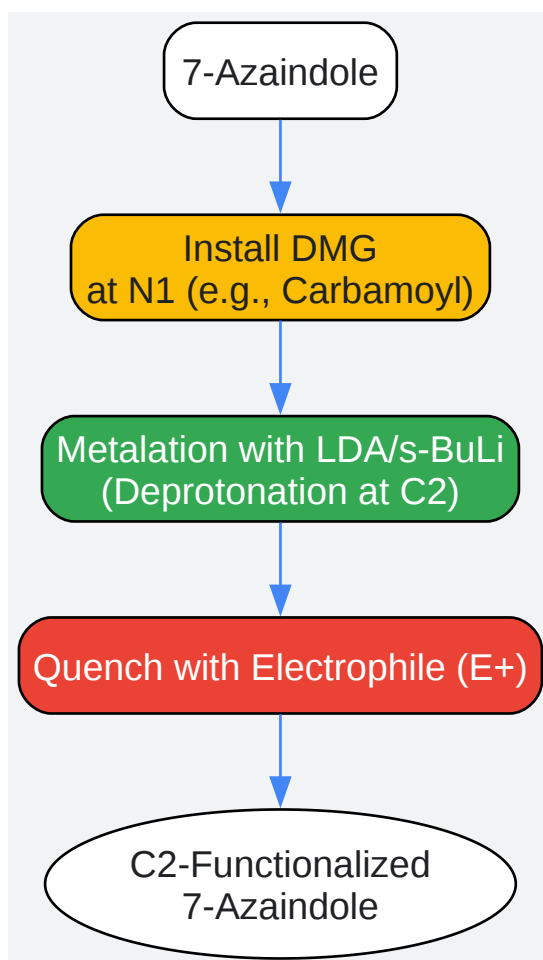 7-Azaindole
Install DMG
at N1 (e.g., Carbamoyl)
Metalation with LDA/s-BuLi
(Deprotonation at C2)
Quench with Electrophile (E+)
C2-Functionalized
7-Azaindole